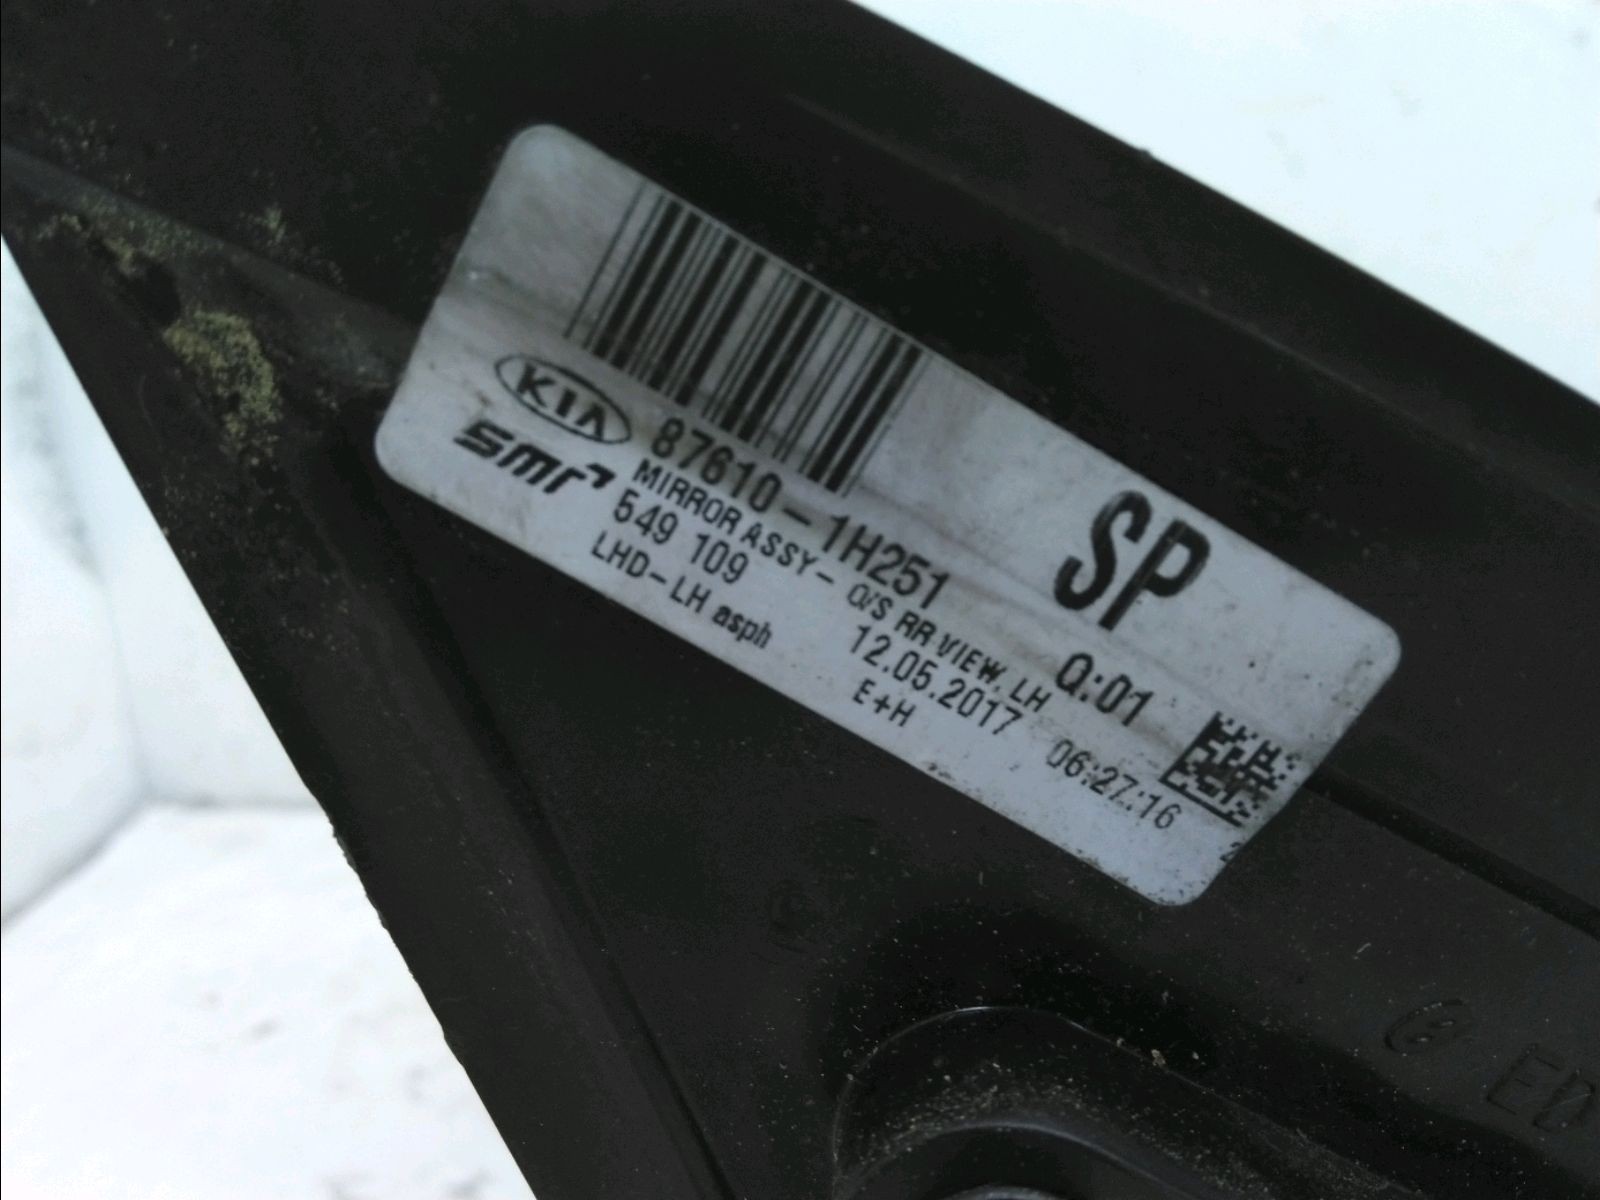 KIA
smr
87610-1H251
MIRROR ASSY- O/S RR VIEW, LH
549 109 12.05.2017 06:27:16
LHD-LH asph E+H
SP
Q:01
ED